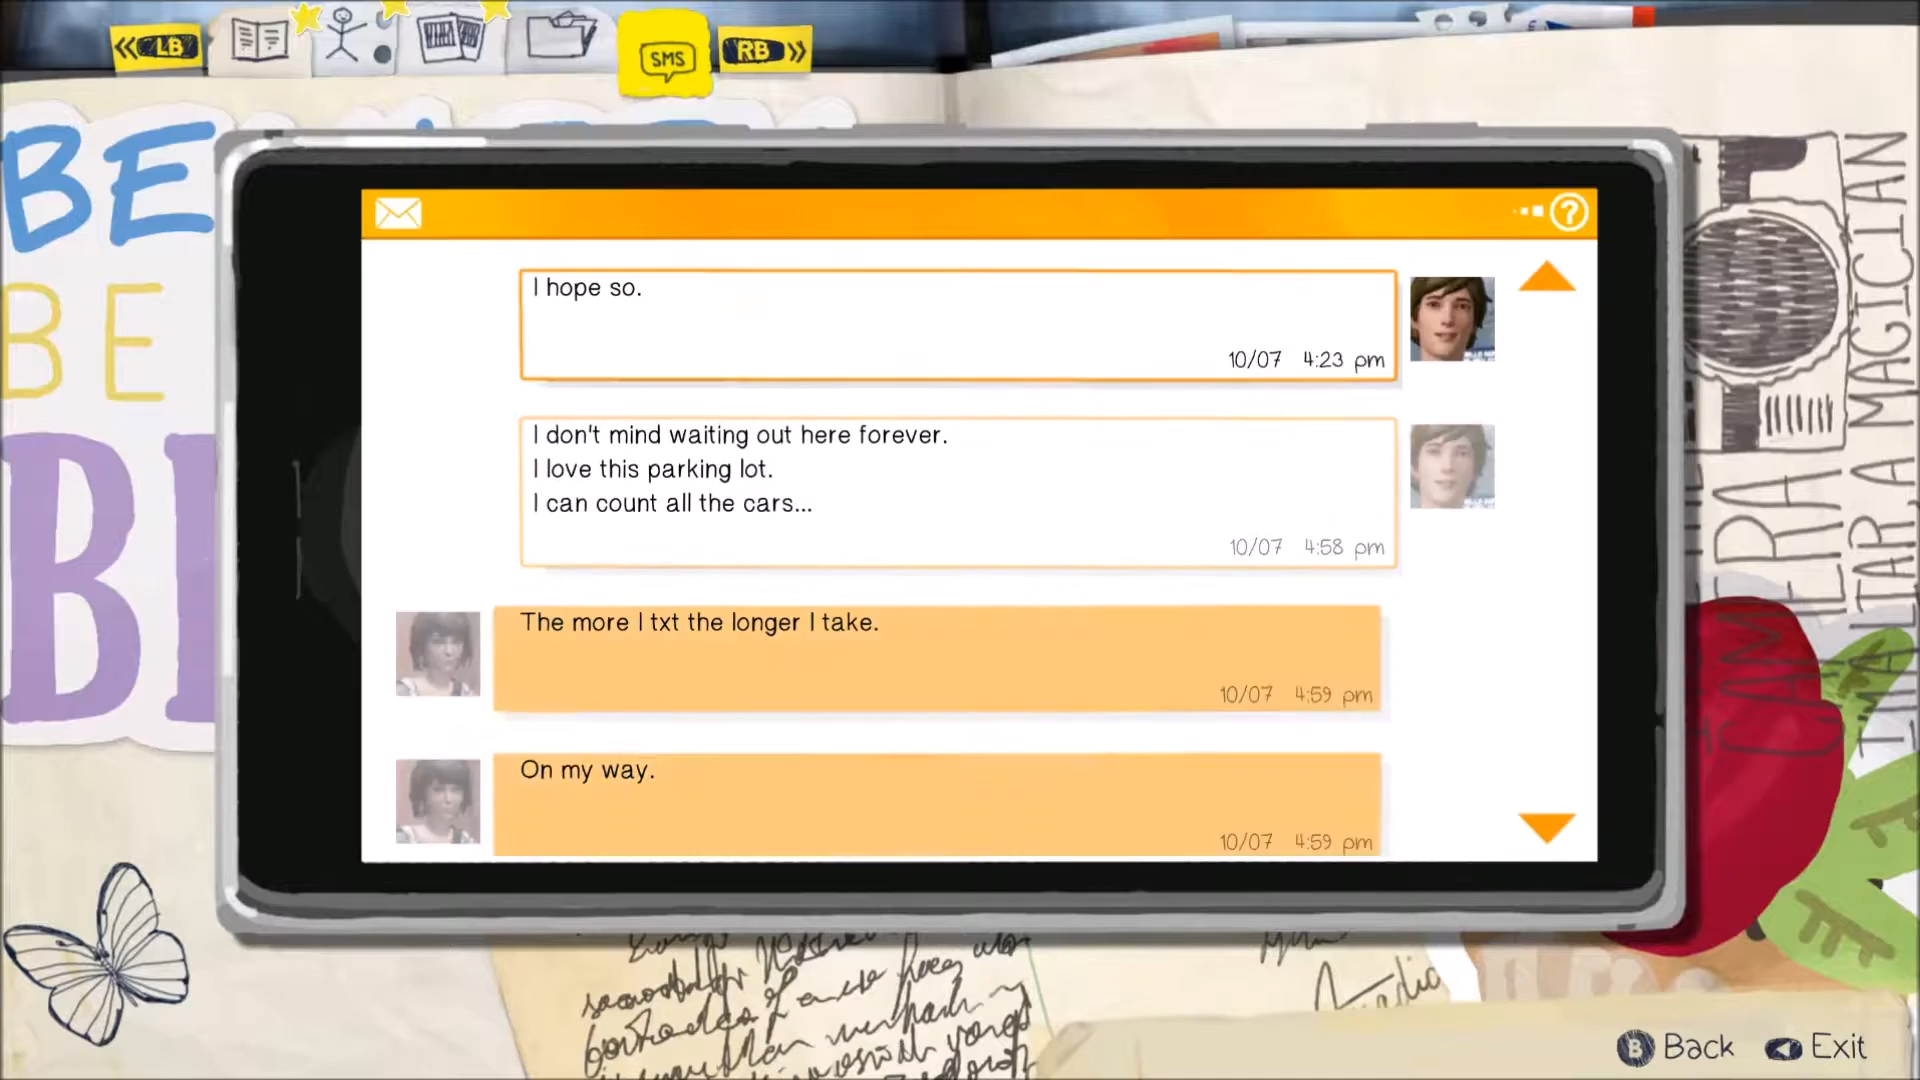 LB
SMS
RB
BE
BE
I hope so.
10/07 4:23 pm
I don't mind waiting out here forever.
I love this parking lot.
I can count all the cars...
10/07 4:58 pm
The more I txt the longer I take.
10/07 4:59 pm
On my way.
10/07 4:59 pm
?
I'M A LIAR, A MAGICIAN
B Back
Exit